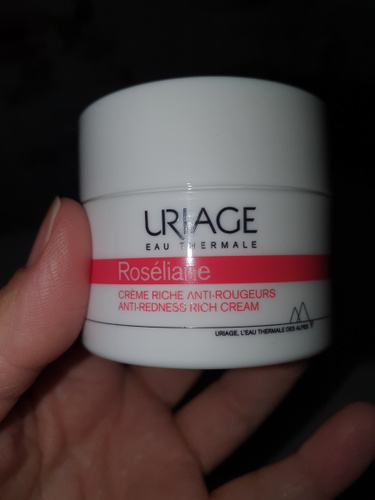 URIAGE
EAU THERMALE
Roséliane
CRÈME RICHE ANTI-ROUGEURS
ANTI-REDNESS RICH CREAM
URIAGE, L'EAU THERMALE DES ALPES